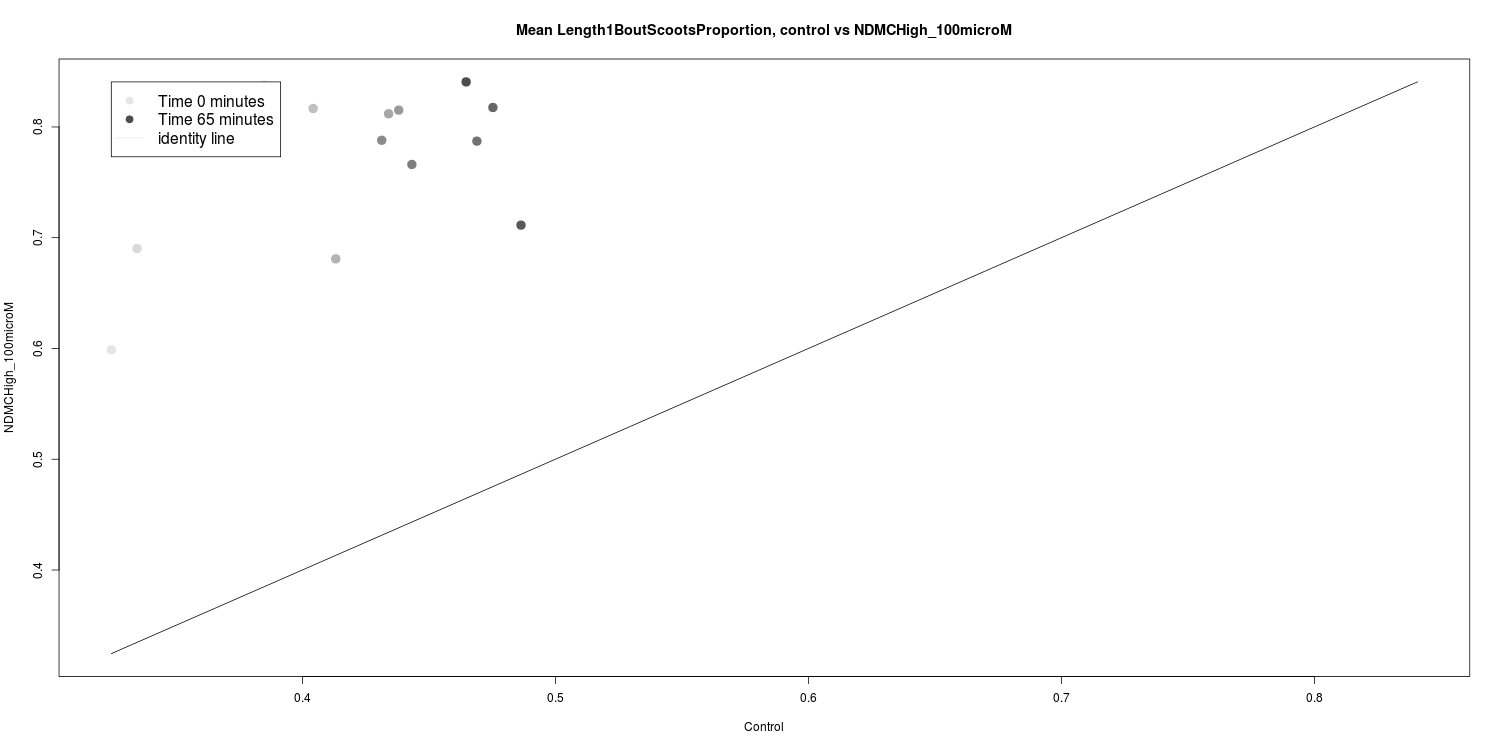 Mean Length1BoutScootsProportion, control vs NDMCHigh_100microM
Time 0 minutes
Time 65 minutes
identity line
0.8
0.7
0.6
0.5
0.4
NDMCHigh_100microM
0.4
0.5
0.6
0.7
0.8
Control